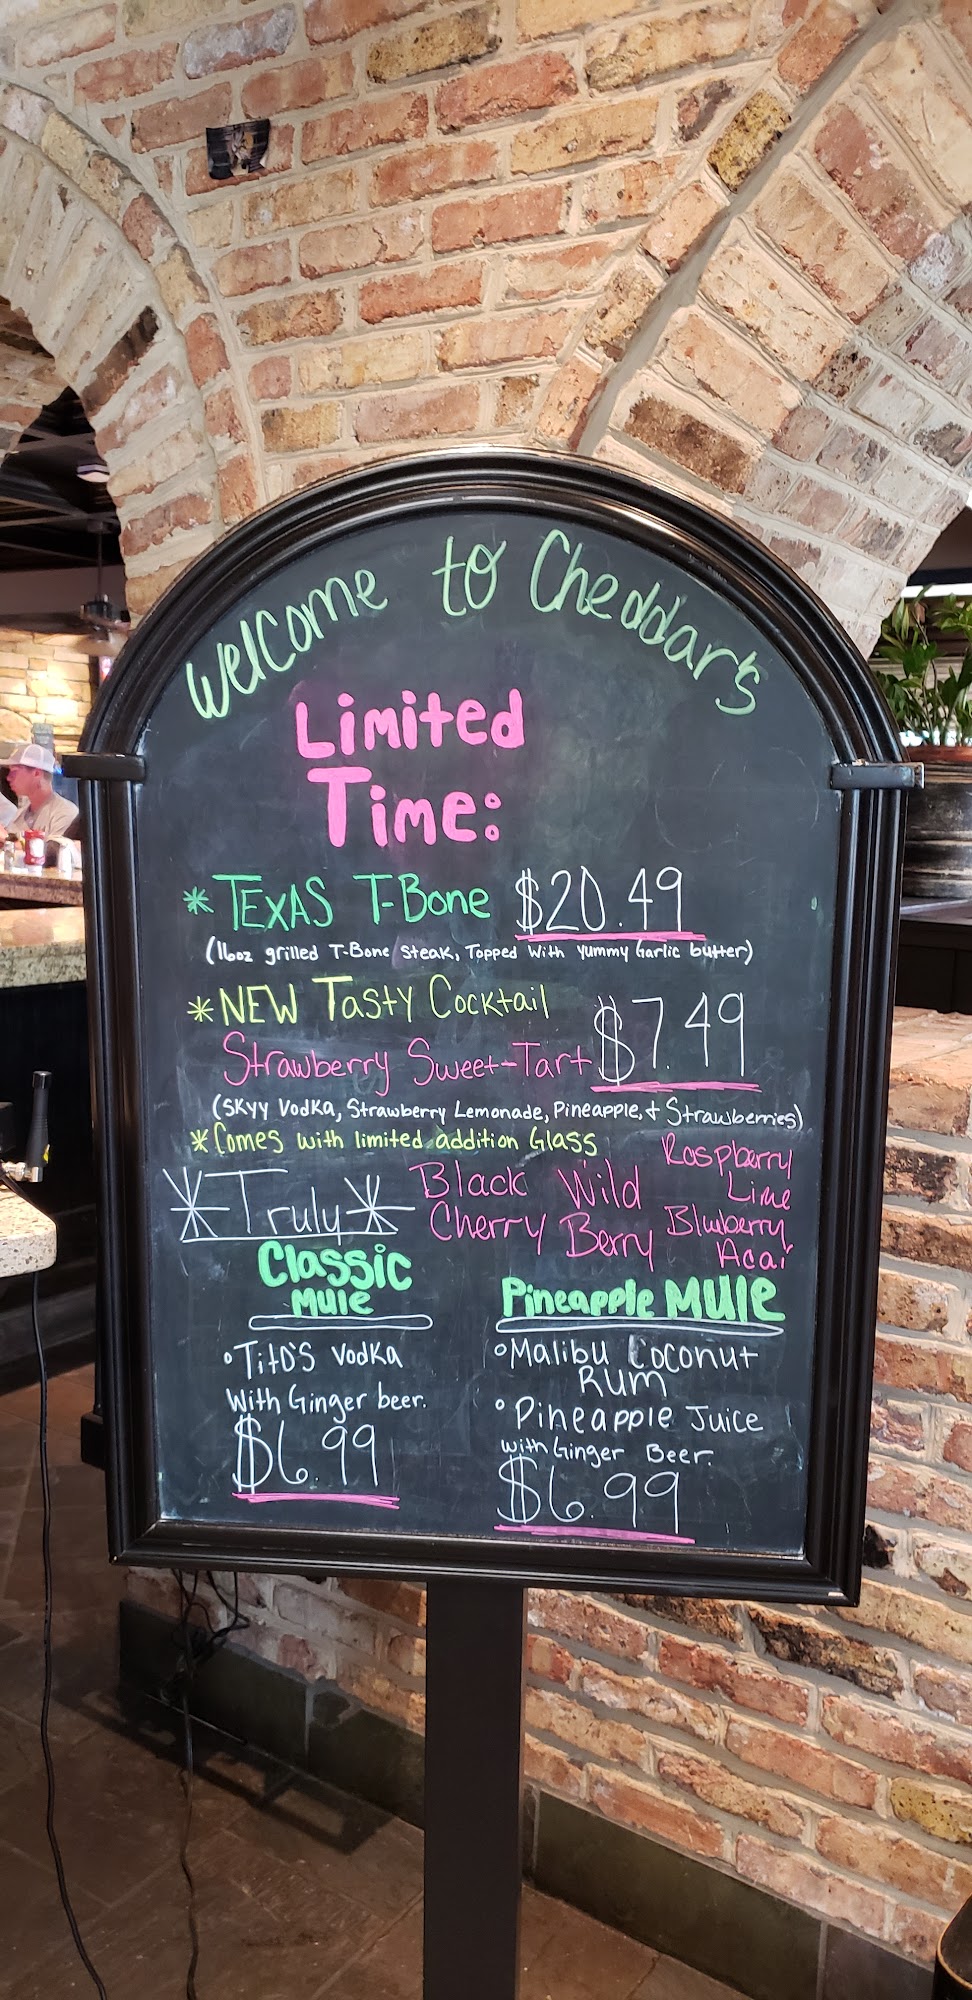 Welcome to Cheddar's
Limited
Time:
* Texas T-Bone $20.49
(16oz grilled T-Bone Steak, Topped with yummy Garlic butter)
* NEW Tasty Cocktail
Strawberry Sweet-Tart $7.49
(SKYY Vodka, Strawberry Lemonade, Pineapple, + Strawberries)
* Comes with limited addition Glass
* Truly *
Black Cherry
Wild Berry
Raspberry Lime
Blueberry Acai
Classic
Mule
• Tito's Vodka
With Ginger beer.
$6.99
Pineapple Mule
• Malibu Coconut
Rum
• Pineapple Juice
with Ginger Beer.
$6.99